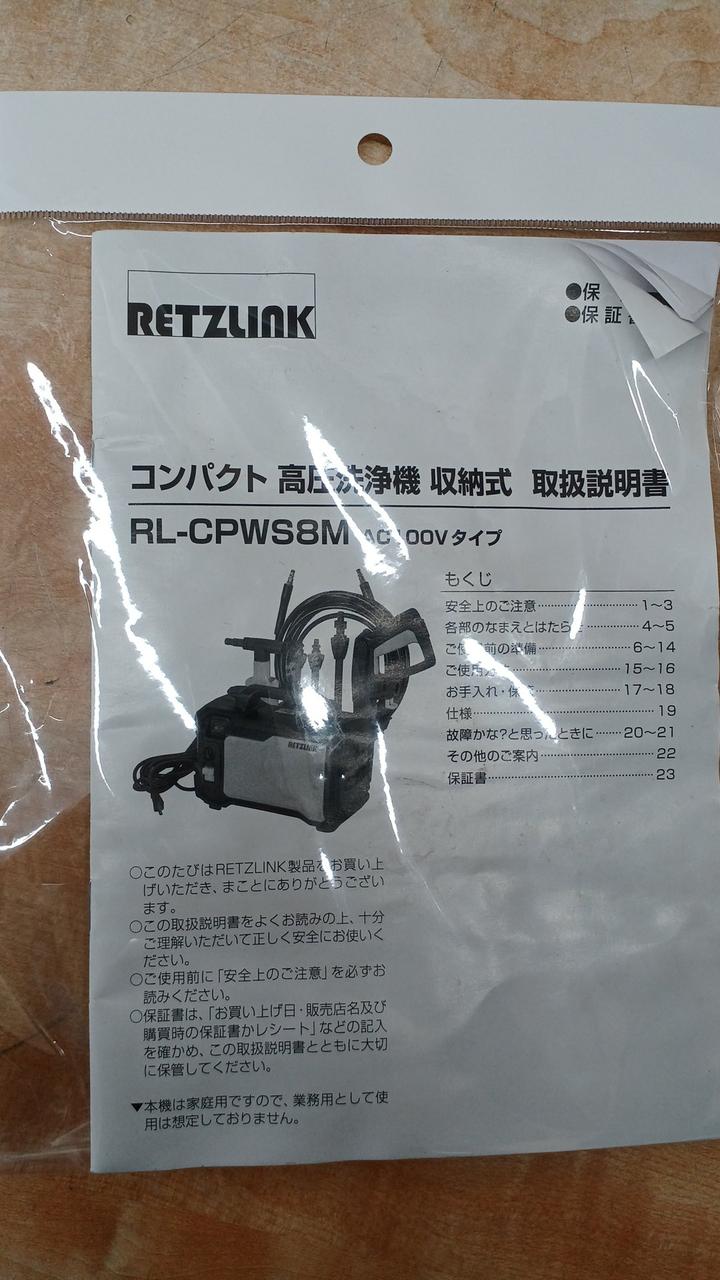 RETZLINK
●保
●保証
コンパクト 高圧洗浄機 収納式 取扱説明書
RL-CPWS8M AC100Vタイプ
もくじ
安全上のご注意 1～3
各部のなまえとはたらき 4～5
ご使用前の準備 6～14
ご使用方法 15～16
お手入れ・保管 17～18
仕様 19
故障かな?と思ったときに 20～21
その他のご案内 22
保証書 23
RETZLINK
○このたびはRETZLINK製品をお買い上
げいただき、まことにありがとうござい
ます。
○この取扱説明書をよくお読みの上、十分
ご理解いただいて正しく安全にお使いく
ださい。
○ご使用前に「安全上のご注意」を必ずお
読みください。
○保証書は、「お買い上げ日・販売店名及び
購買時の保証書かレシート」などの記入
を確かめ、この取扱説明書とともに大切
に保管してください。
▼本機は家庭用ですので、業務用として使
用は想定しておりません。